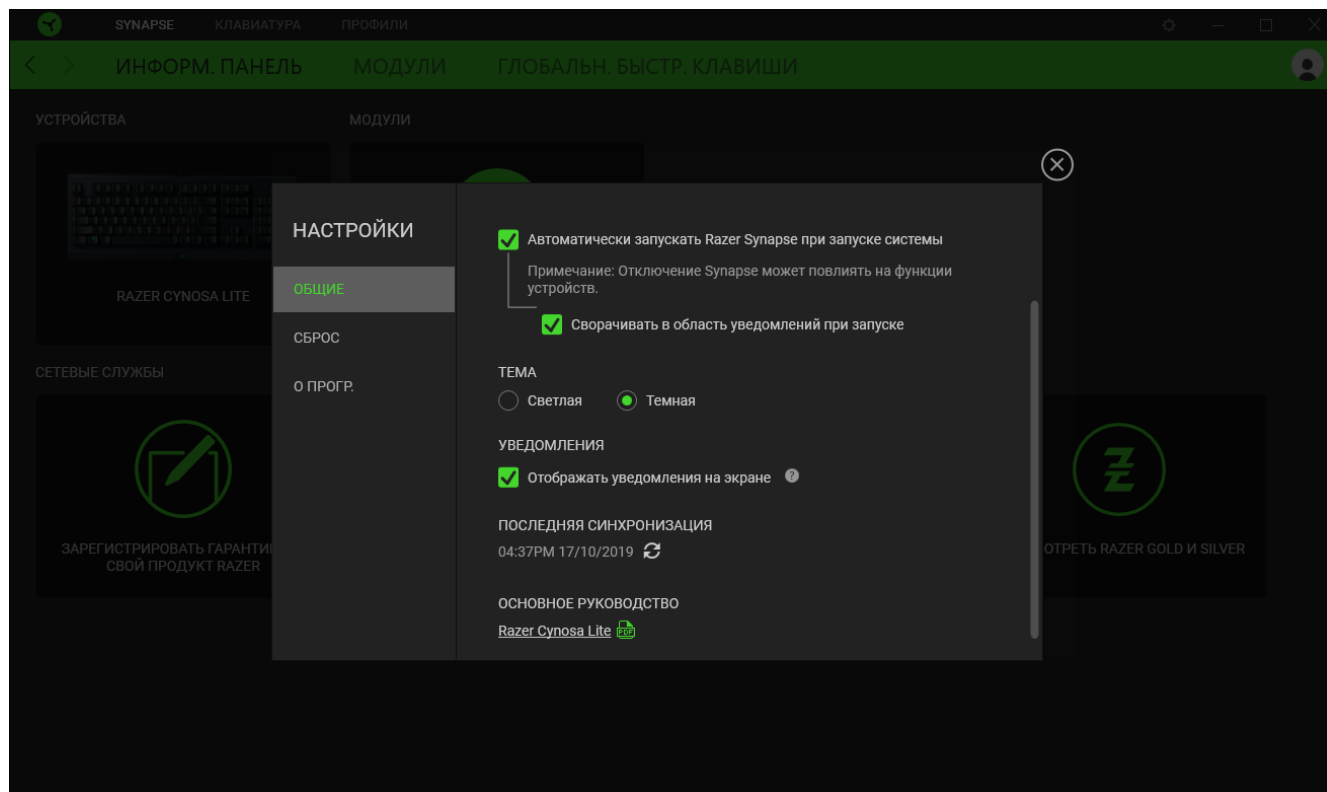 SYNAPSE КЛАВИАТУРА ПРОФИЛИ
ИНФОРМ. ПАНЕЛЬ МОДУЛИ ГЛОБАЛЬН. БЫСТР. КЛАВИШИ
УСТРОЙСТВА МОДУЛИ
RAZER CYNOSA LITE
СЕТЕВЫЕ СЛУЖБЫ
ЗАРЕГИСТРИРОВАТЬ ГАРАНТИ
СВОЙ ПРОДУКТ RAZER
ОТРЕТЬ RAZER GOLD И SILVER
НАСТРОЙКИ
ОБЩИЕ
СБРОС
О ПРОГР.
Автоматически запускать Razer Synapse при запуске системы
Примечание: Отключение Synapse может повлиять на функции
устройств.
Сворачивать в область уведомлений при запуске
ТЕМА
Светлая Темная
УВЕДОМЛЕНИЯ
Отображать уведомления на экране
ПОСЛЕДНЯЯ СИНХРОНИЗАЦИЯ
04:37PM 17/10/2019
ОСНОВНОЕ РУКОВОДСТВО
Razer Cynosa Lite PDF